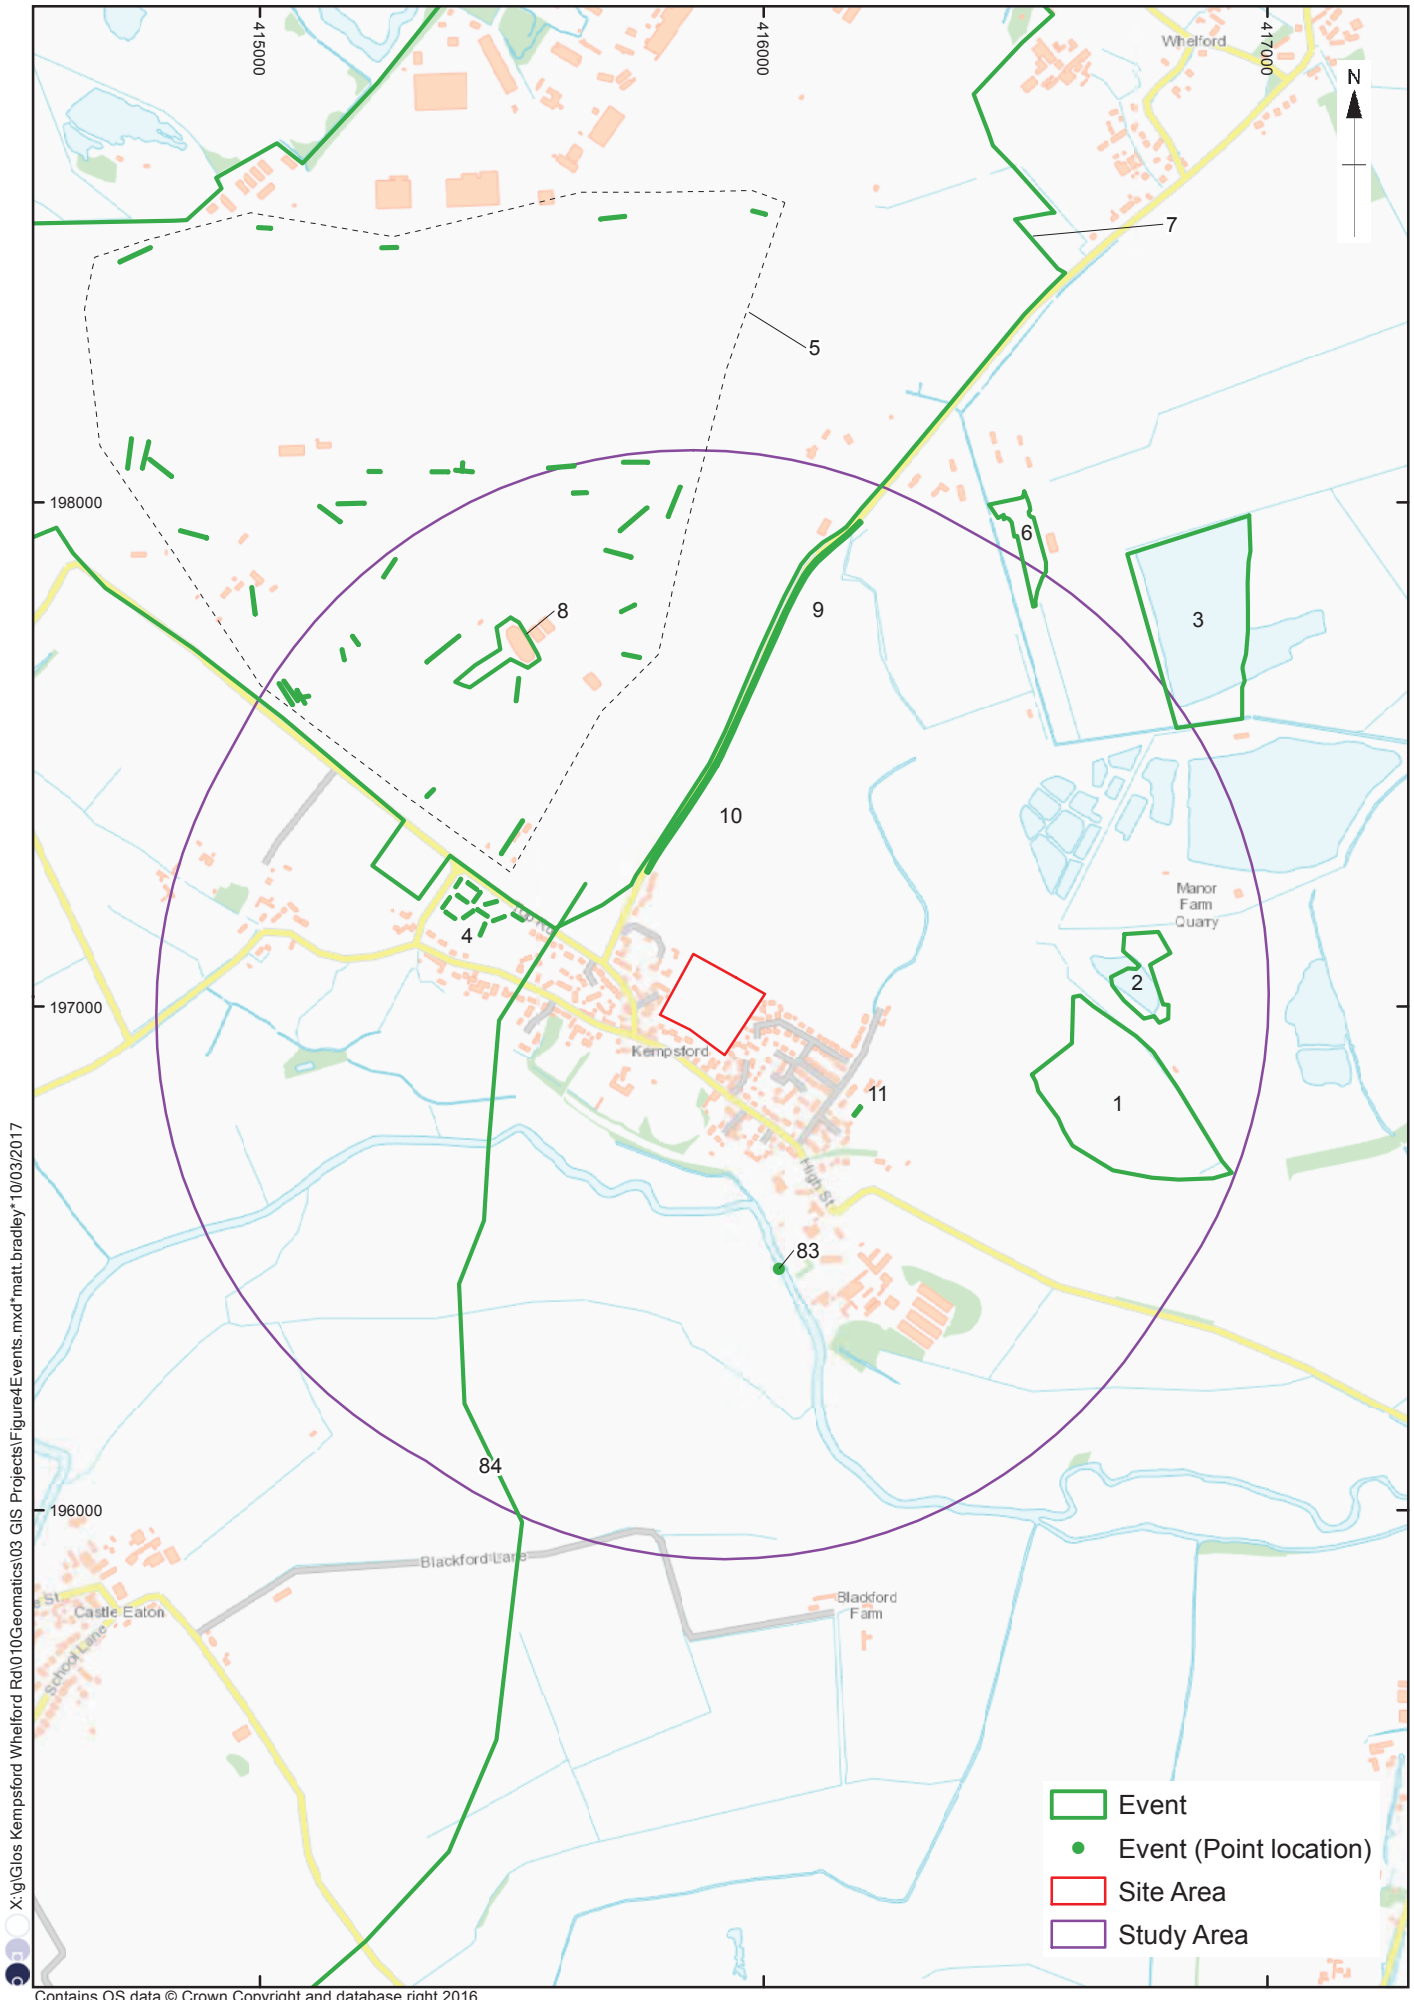 415000
416000
417000
Whelford
N
7
5
198000
6
3
8
9
10
Manor
Farm
Quarry
4
2
197000
Kempsford
11
1
High St
83
84
196000
Blackford Lane
Castle Eaton
School Lane
Blackford
Farm
Event
Event (Point location)
Site Area
Study Area
X:\g\Glos Kempsford Whelford Rd\010Geomatics\03 GIS Projects\Figure4Events.mxd*matt.bradley*10/03/2017
Contains OS data © Crown Copyright and database right 2016